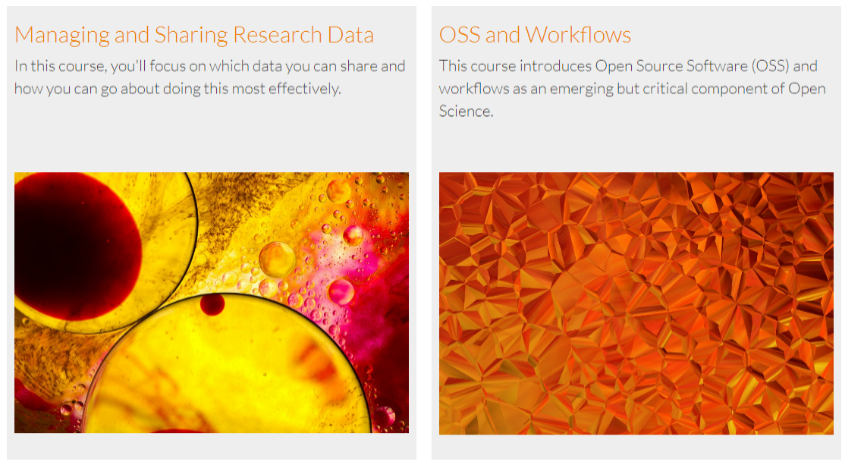 Managing and Sharing Research Data
In this course, you'll focus on which data you can share and
how you can go about doing this most effectively.
OSS and Workflows
This course introduces Open Source Software (OSS) and
workflows as an emerging but critical component of Open
Science.